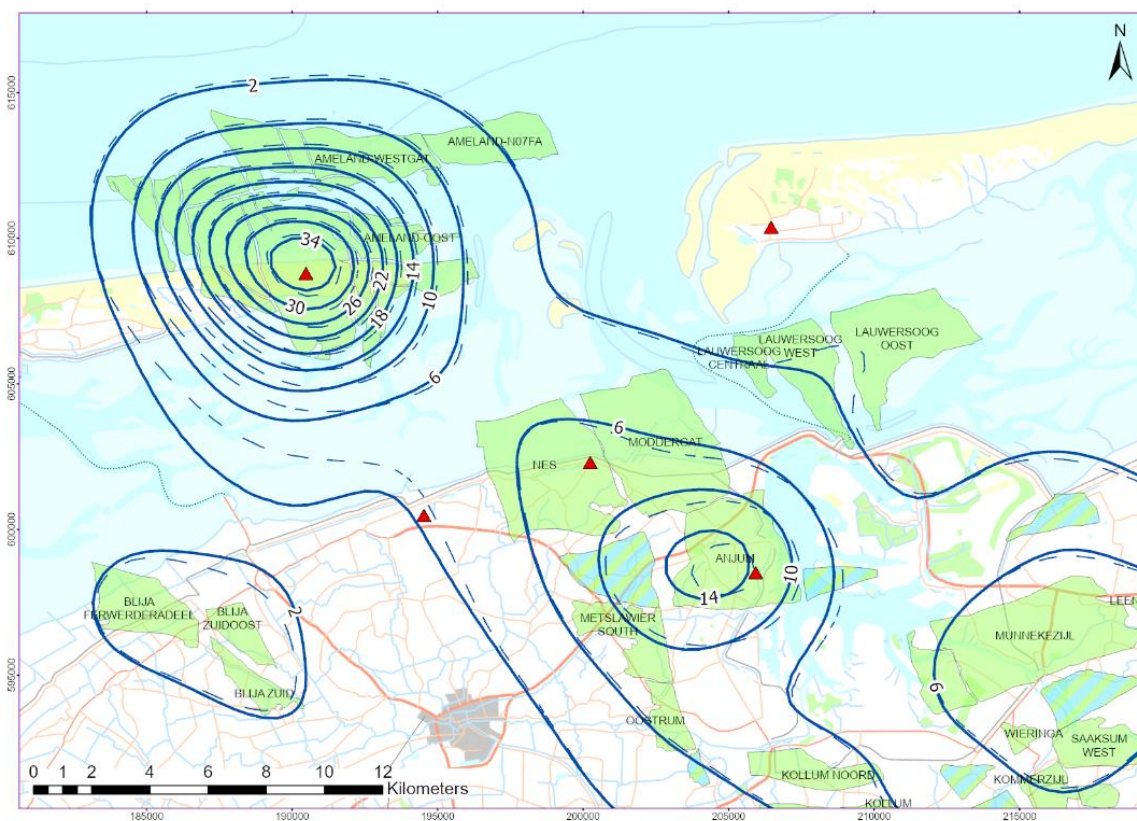 N
615000
610000
605000
600000
595000
2
AMELAND-N07FA
AMELAND-WESTGAT
AMELAND-OOST
34
30
26
22
18
14
10
6
LAUWERSOOG
OOST
LAUWERSOOG
WEST
LAUWERSOOG
CENTRAAL
6
MODDERGAT
NES
ANJUM
10
14
METSLAWIER
SOUTH
BLIJA
FERWERDERADEEL
BLIJA
ZUIDOOST
2
BLIJA ZUID
OOSTRUM
LEEN
MUNNEKEZIJL
6
WIERINGA
SAAKSUM
WEST
KOLLUM NOORD
KOMMERZIJL
KOLLUM
0 1 2 4 6 8 10 12
Kilometers
185000 190000 195000 200000 205000 210000 215000